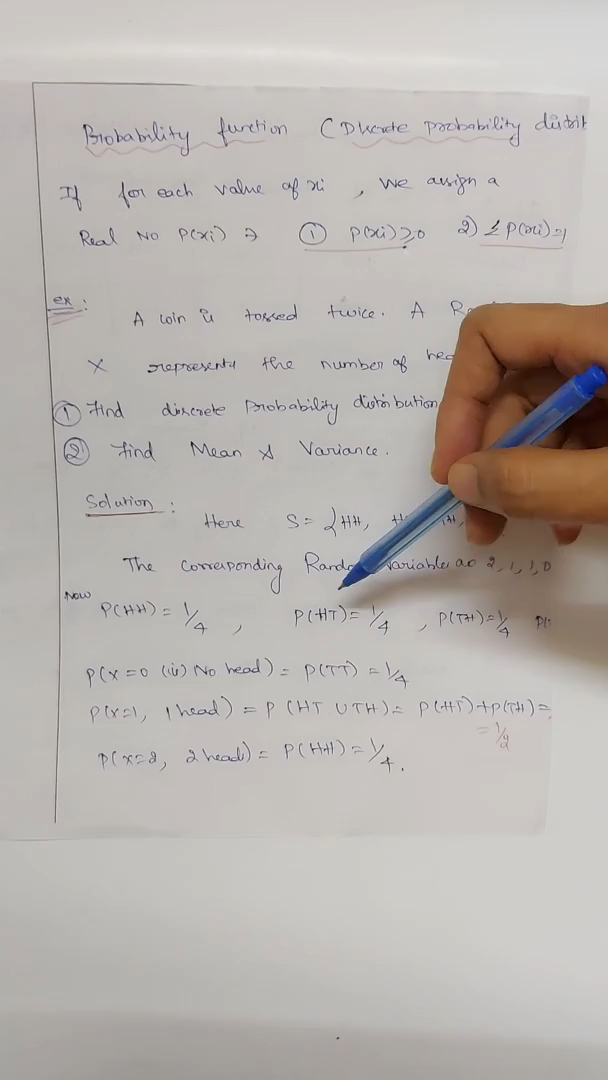 Probability function (Discrete probability distrib
If for each value of xi, we assign a
Real No P(xi) ∋ ① P(xi) ≥ 0 2) Σ P(xi) = 1
ex:
A coin is tossed twice. A
X represents the number of hea
① Find discrete Probability distribution
② Find Mean & Variance.
Solution:
Here S = {HH,
The corresponding Random Variable are 2, 1, 1, 0
Now P(HH) = 1/4, P(HT) = 1/4, P(TH) = 1/4 P(
P(x=0 (ie) No head) = P(TT) = 1/4
P(x=1, 1 head) = P(HT ∪ TH) = P(HT) + P(TH) =
= 1/2
P(x=2, 2 head) = P(HH) = 1/4.